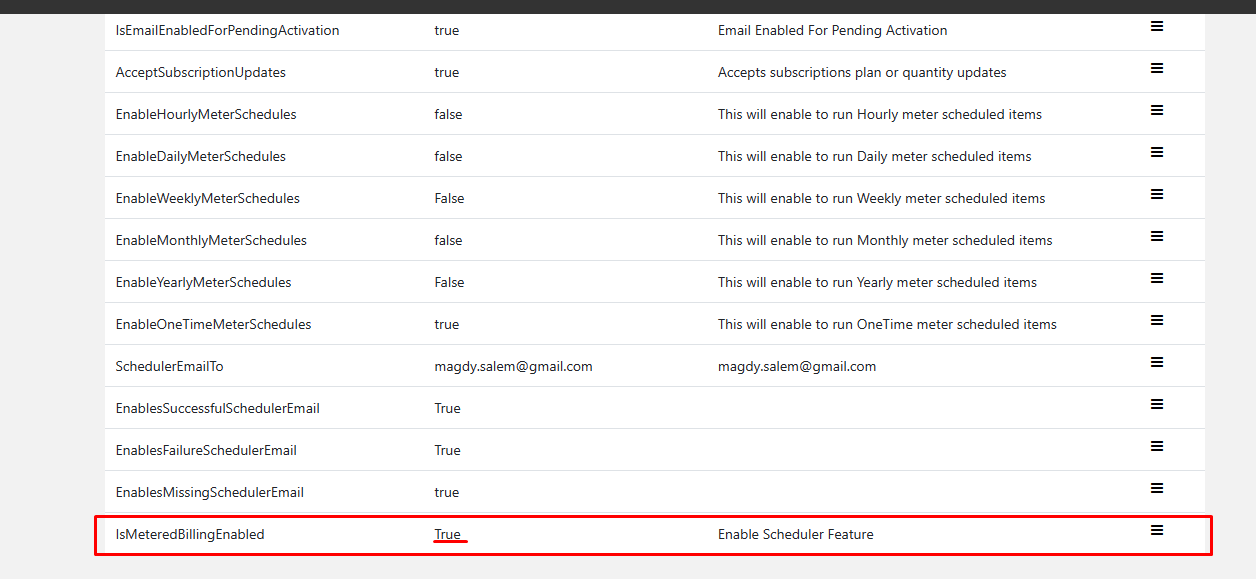 IsEmailEnabledForPendingActivation true Email Enabled For Pending Activation
AcceptSubscriptionUpdates true Accepts subscriptions plan or quantity updates
EnableHourlyMeterSchedules false This will enable to run Hourly meter scheduled items
EnableDailyMeterSchedules false This will enable to run Daily meter scheduled items
EnableWeeklyMeterSchedules False This will enable to run Weekly meter scheduled items
EnableMonthlyMeterSchedules false This will enable to run Monthly meter scheduled items
EnableYearlyMeterSchedules False This will enable to run Yearly meter scheduled items
EnableOneTimeMeterSchedules true This will enable to run OneTime meter scheduled items
SchedulerEmailTo magdy.salem@gmail.com magdy.salem@gmail.com
EnablesSuccessfulSchedulerEmail True
EnablesFailureSchedulerEmail True
EnablesMissingSchedulerEmail true
IsMeteredBillingEnabled True Enable Scheduler Feature